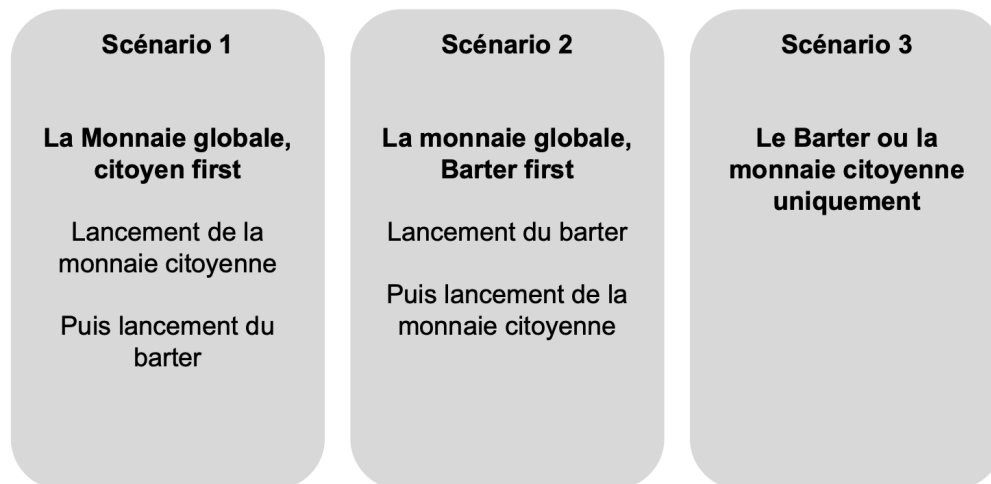 Scénario 1
La Monnaie globale,
citoyen first
Lancement de la
monnaie citoyenne
Puis lancement du
barter
Scénario 2
La monnaie globale,
Barter first
Lancement du barter
Puis lancement de la
monnaie citoyenne
Scénario 3
Le Barter ou la
monnaie citoyenne
uniquement